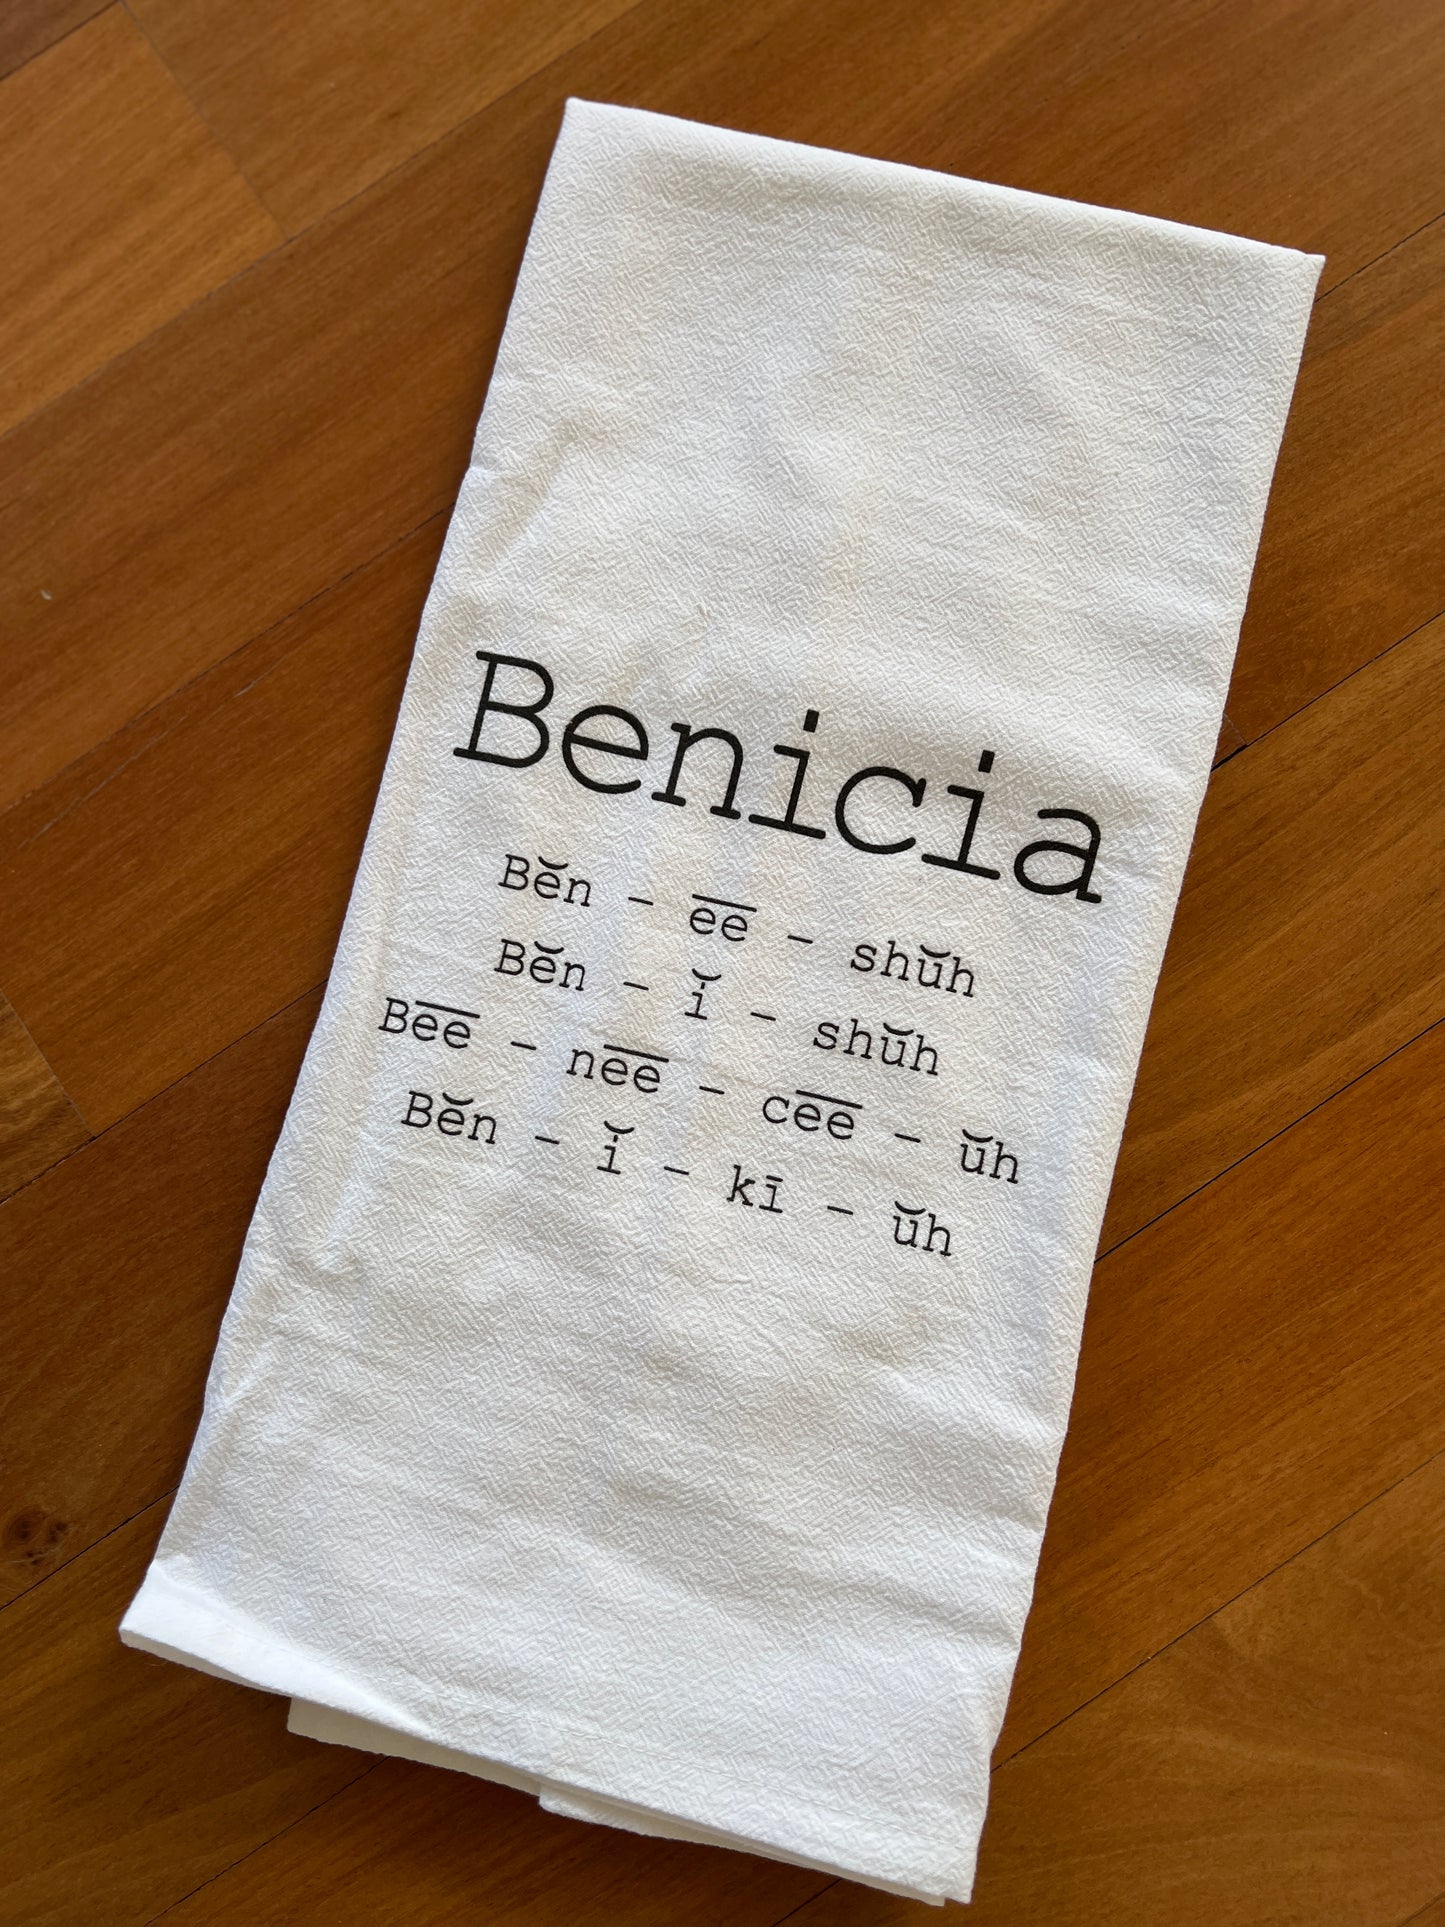 Benicia
Bĕn - e̅e̅ - shŭh
Bĕn - ĭ - shŭh
Be̅e̅ - ne̅e̅ - ce̅e̅ - ŭh
Bĕn - ĭ - kī - ŭh